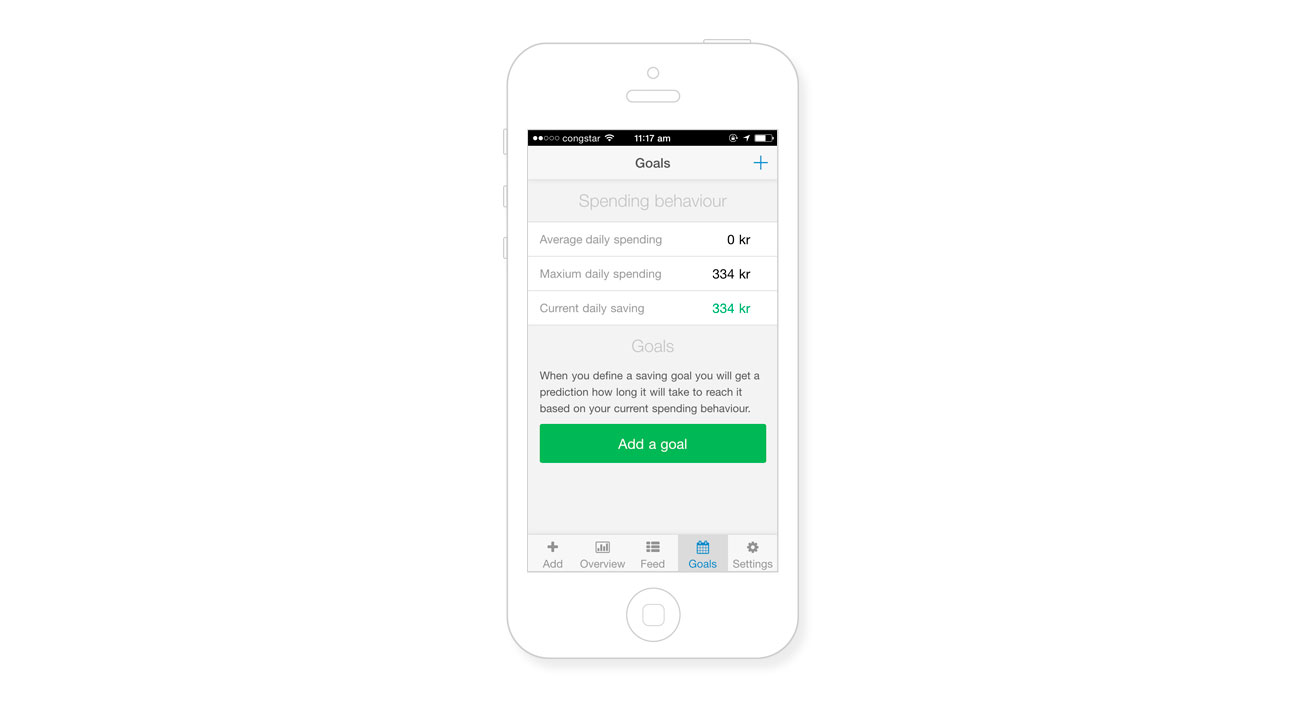 congstar 11:17 am
Goals
Spending behaviour
Average daily spending 0 kr
Maxium daily spending 334 kr
Current daily saving 334 kr
Goals
When you define a saving goal you will get a
prediction how long it will take to reach it
based on your current spending behaviour.
Add a goal
Add Overview Feed Goals Settings